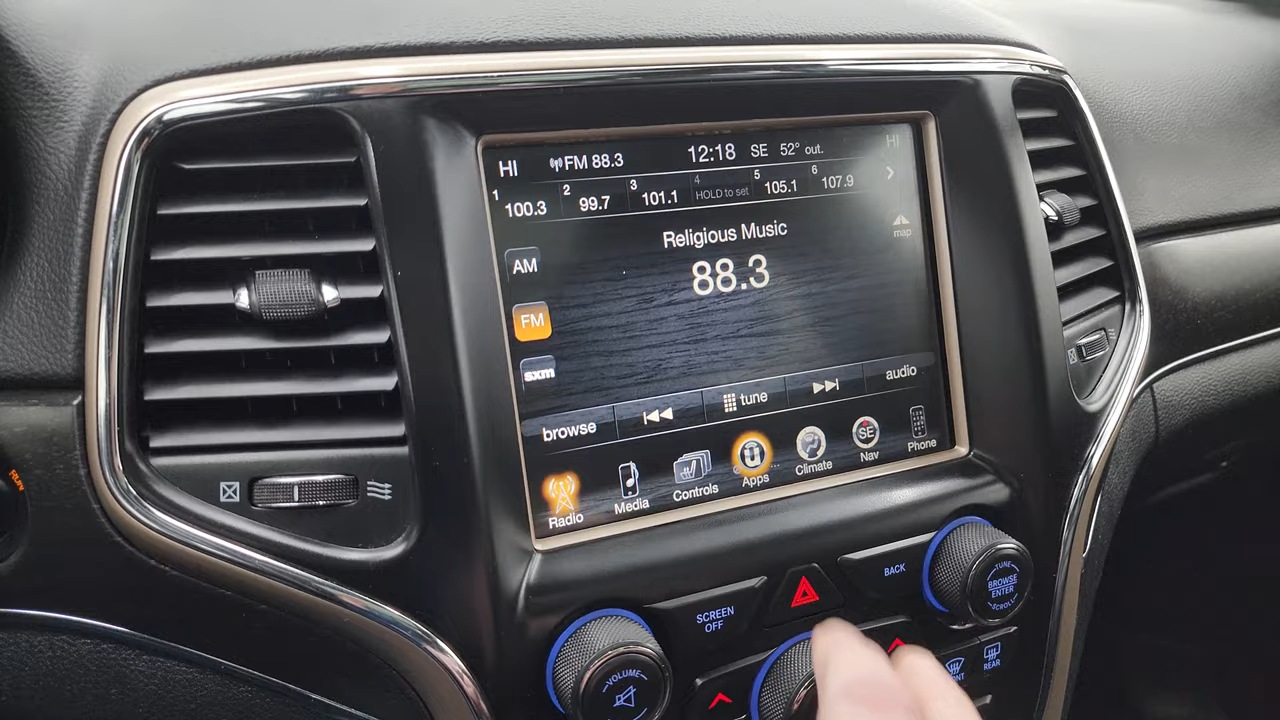 HI FM 88.3 12:18 SE 52° out. HI
1 100.3 2 99.7 3 101.1 4 HOLD to set 5 105.1 6 107.9
map
Religious Music
88.3
AM
FM
sxm
browse tune audio
Radio Media Controls Apps Climate SE Nav Phone
RUN
SCREEN
OFF
BACK
TUNE
BROWSE
ENTER
SCROLL
VOLUME
REAR